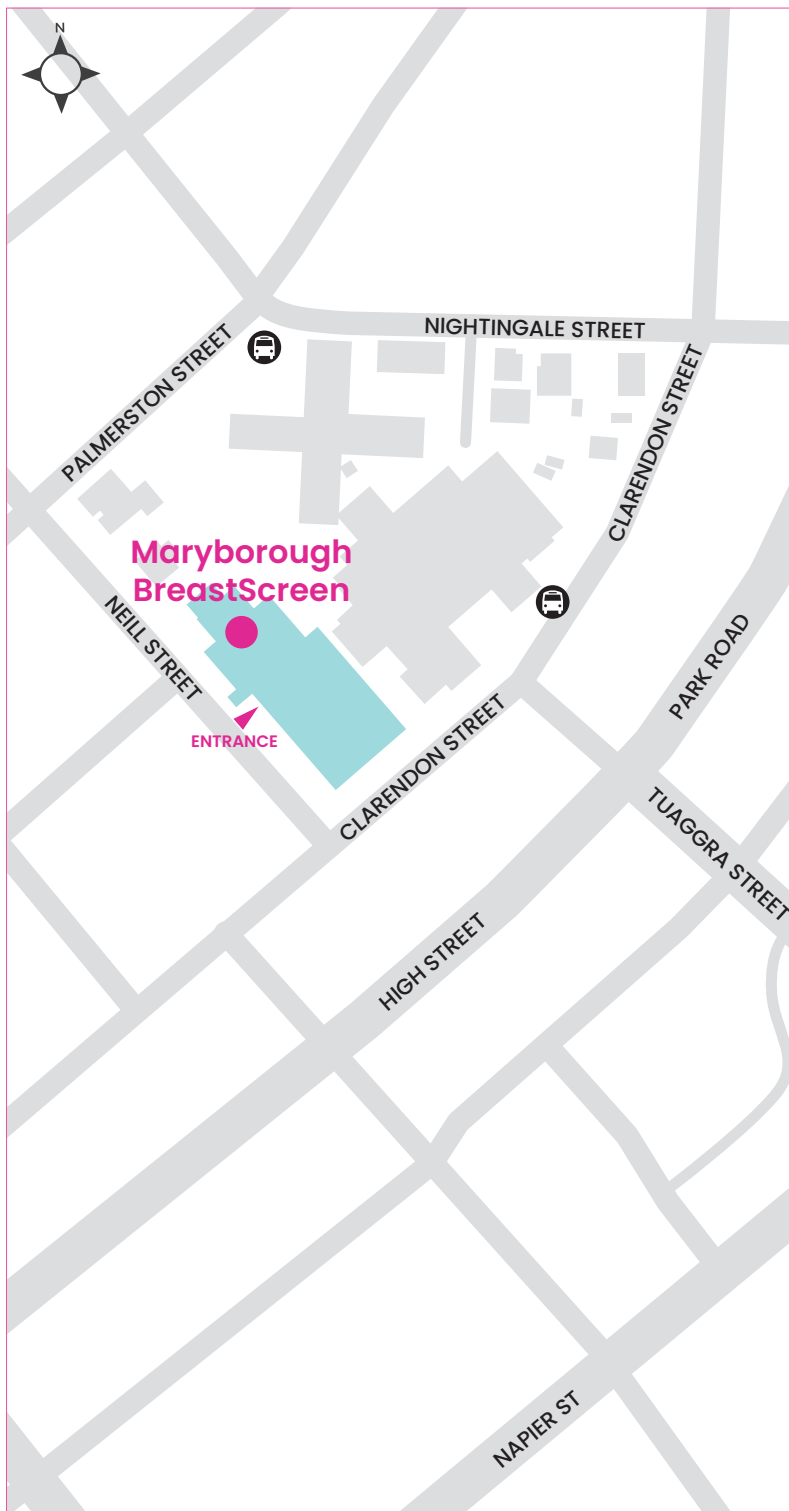 N
NIGHTINGALE STREET
PALMERSTON STREET
CLARENDON STREET
Maryborough
BreastScreen
NEILL STREET
PARK ROAD
ENTRANCE
CLARENDON STREET
TUAGGRA STREET
HIGH STREET
NAPIER ST